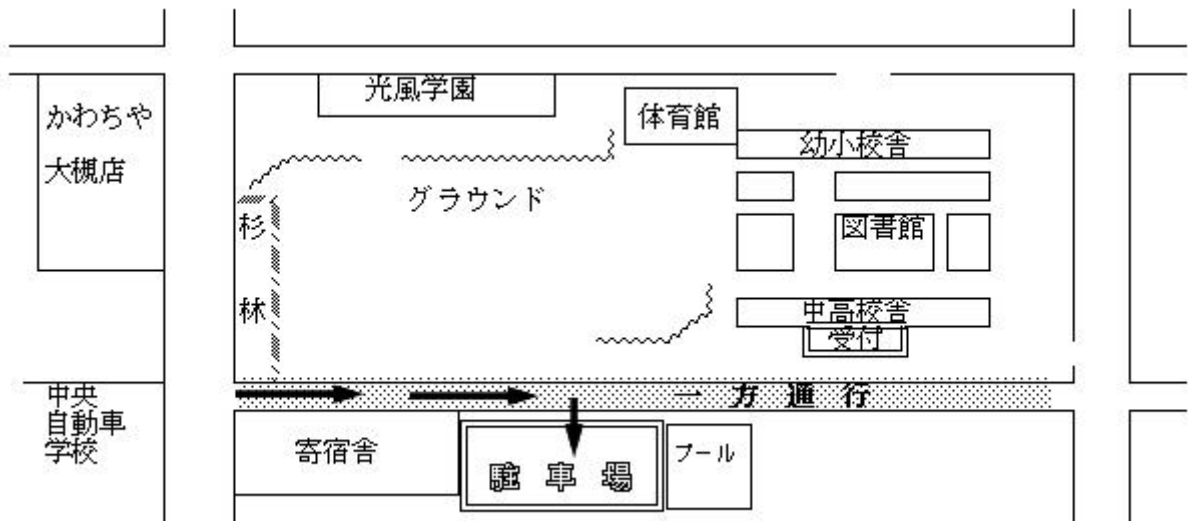 光風学園
かわちや
大槻店
体育館
幼小校舎
グラウンド
杉
林
図書館
中高校舎
受付
一方通行
中央
自動車
学校
寄宿舎
駐車場
プール